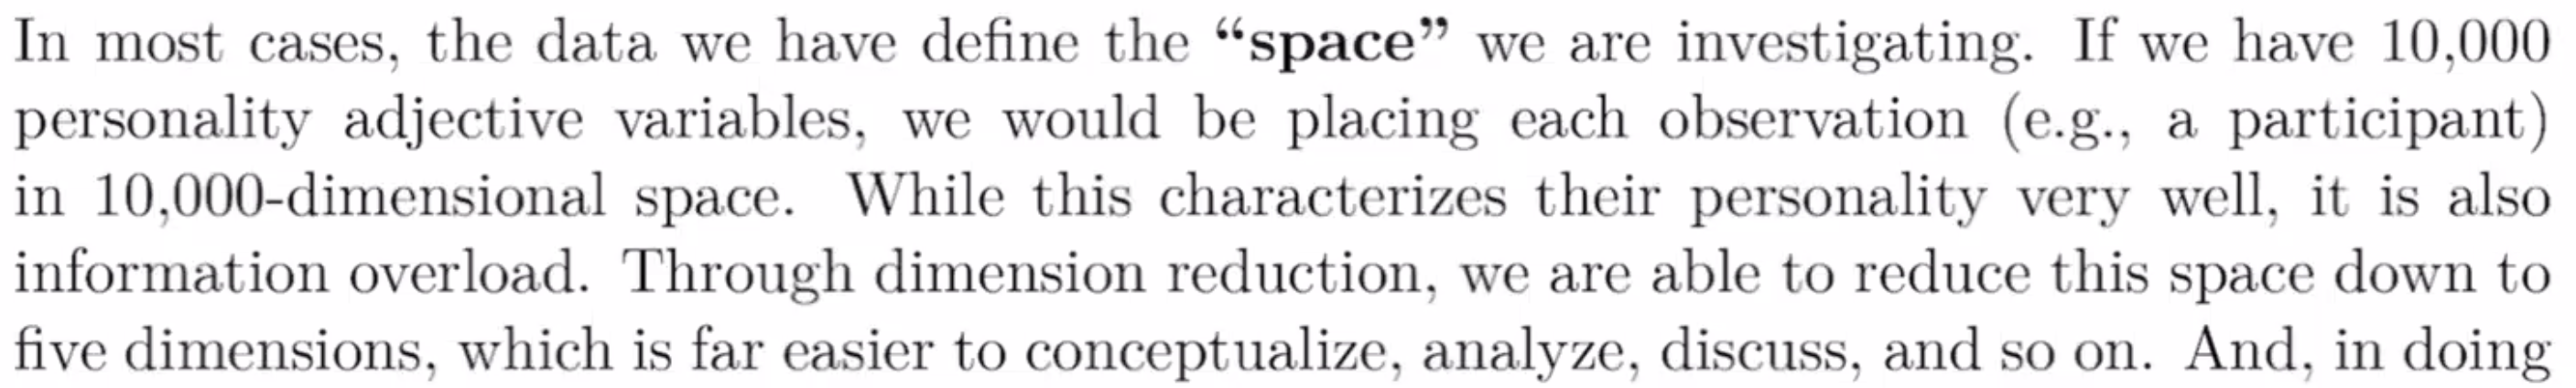 In most cases, the data we have define the “space” we are investigating. If we have 10,000
personality adjective variables, we would be placing each observation (e.g., a participant)
in 10,000-dimensional space. While this characterizes their personality very well, it is also
information overload. Through dimension reduction, we are able to reduce this space down to
five dimensions, which is far easier to conceptualize, analyze, discuss, and so on. And, in doing